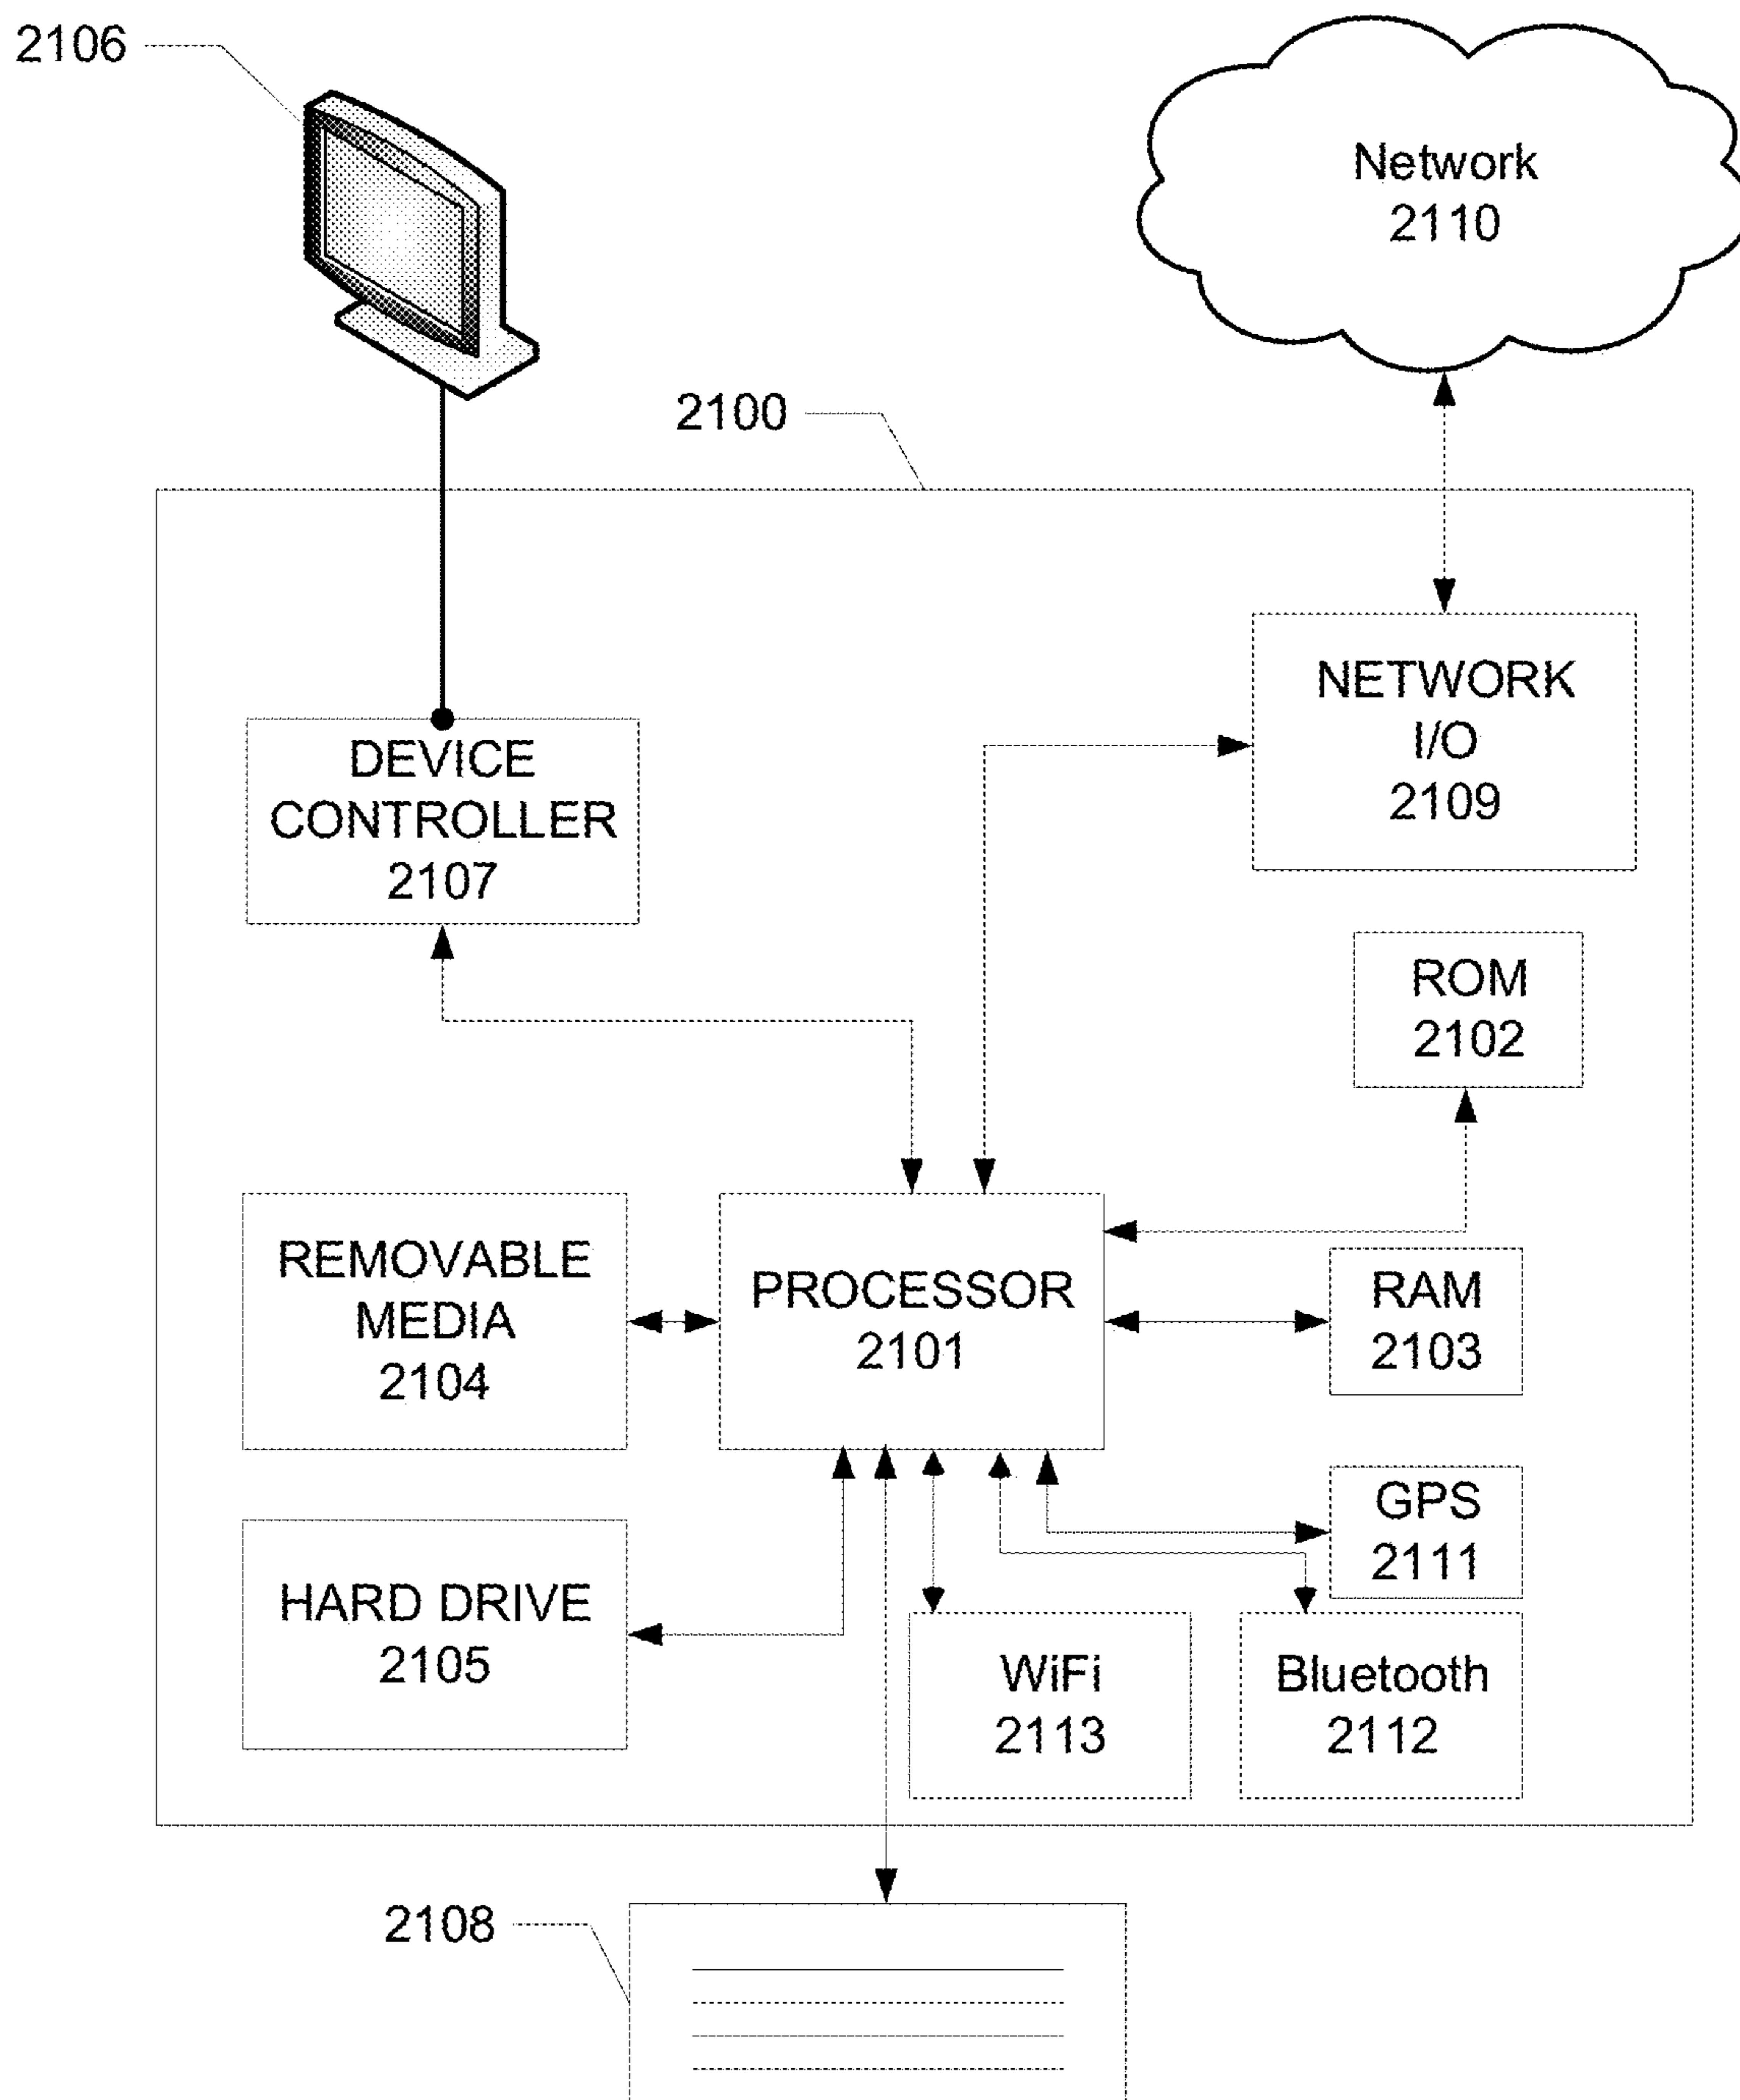 2106
Network
2110
2100
NETWORK
I/O
2109
DEVICE
CONTROLLER
2107
ROM
2102
REMOVABLE
MEDIA
2104
PROCESSOR
2101
RAM
2103
GPS
2111
HARD DRIVE
2105
WiFi
2113
Bluetooth
2112
2108